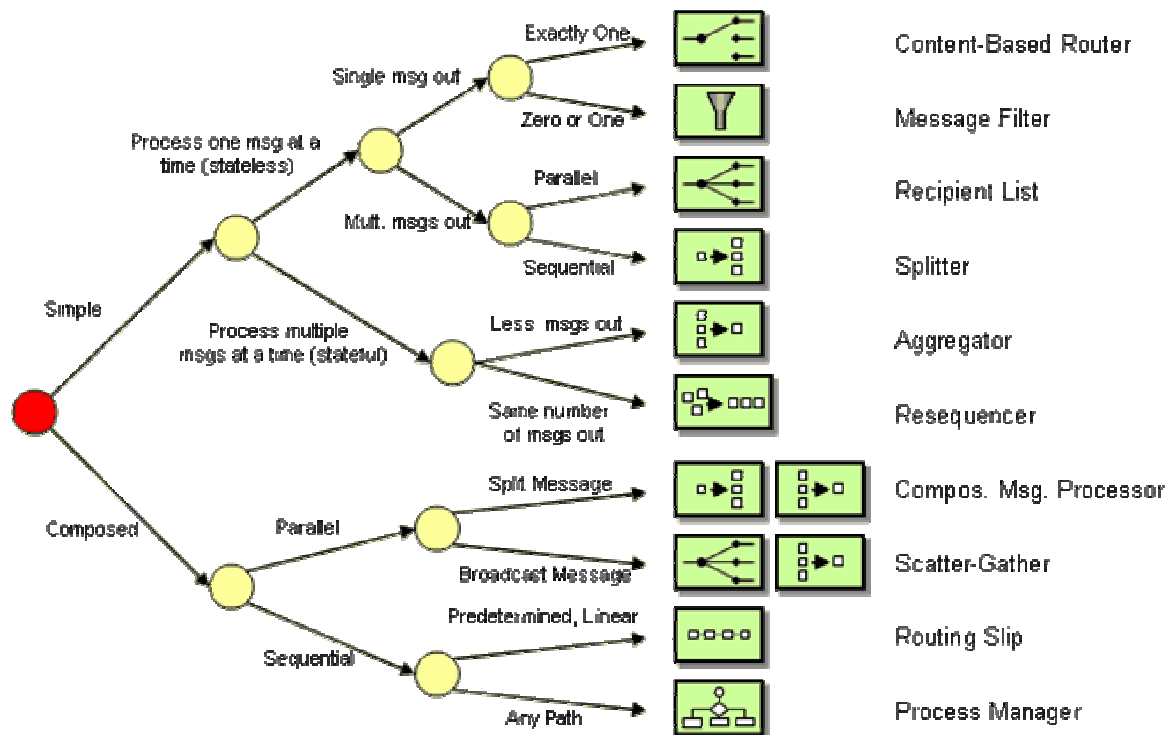 Exactly One
Content-Based Router
Single msg out
Zero or One
Message Filter
Process one msg at a
time (stateless)
Parallel
Recipient List
Mult. msgs out
Sequential
Splitter
Simple
Process multiple
msgs at a time (stateful)
Less msgs out
Aggregator
Same number
of msgs out
Resequencer
Split Message
Compos. Msg. Processor
Composed
Parallel
Broadcast Message
Scatter-Gather
Predetermined, Linear
Routing Slip
Sequential
Any Path
Process Manager